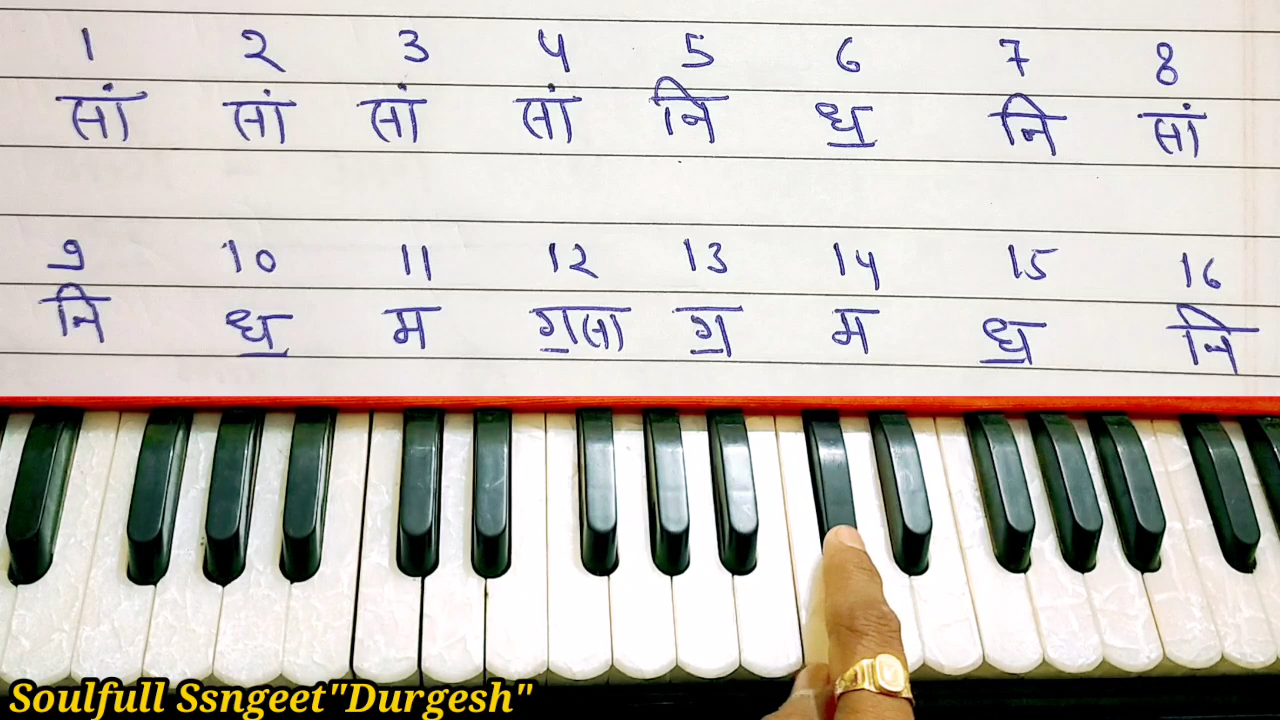 1 2 3 4 5 6 7 8
सां सां सां सां नि ध॒ नि सां
9 10 11 12 13 14 15 16
नि ध॒ म ग॒सा ग॒ म ध॒ नि
Soulfull Ssngeet"Durgesh"